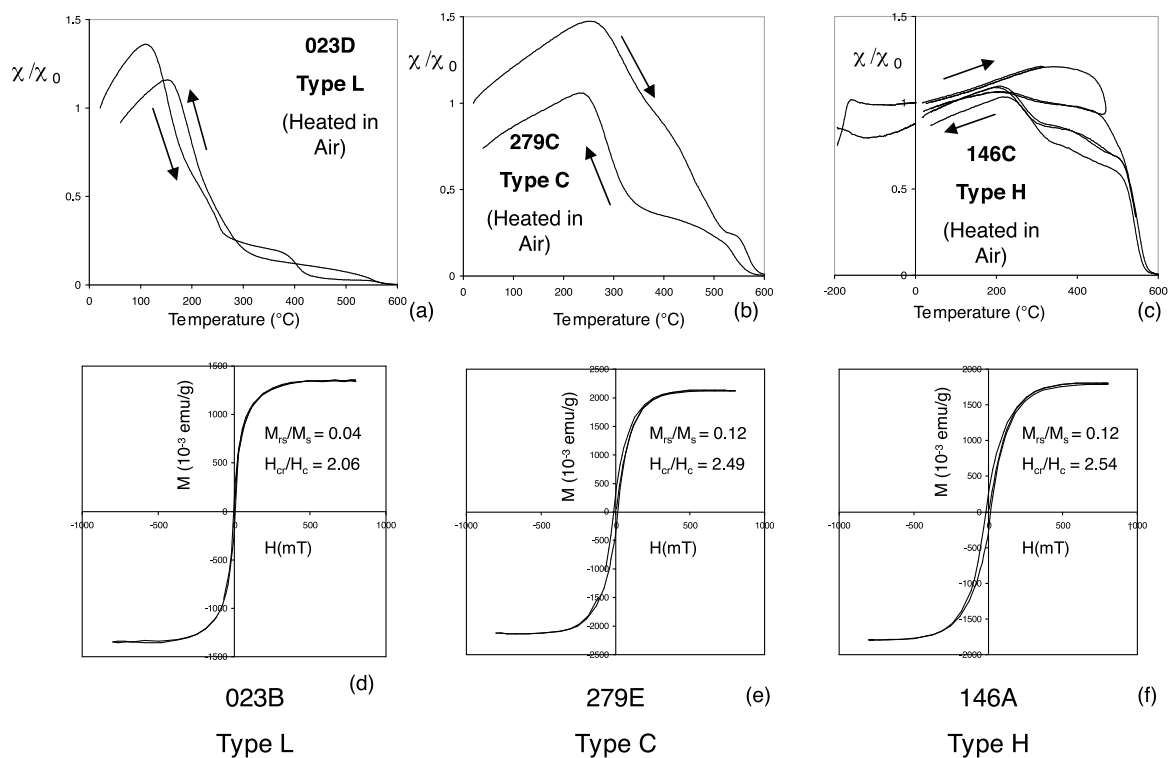 1.5
χ/χ0
1
0.5
0
0 100 200 300 400 500 600
Temperature (°C)
023D
Type L
(Heated in
Air)
(a)
1.5
χ/χ0
1
0.5
0
0 100 200 300 400 500 600
Temperature (°C)
279C
Type C
(Heated in
Air)
(b)
1.5
χ/χ0
1.0
0.5
0
-200 0 200 400 600
Temperature (°C)
146C
Type H
(Heated in
Air)
(c)
M (10-3 emu/g)
1500
1000
500
0
-500
-1000
-1500
-1000 -500 0 500 1000
Mrs/Ms = 0.04
Hcr/Hc = 2.06
H(mT)
(d)
023B
Type L
M (10-3 emu/g)
2500
2000
1500
1000
500
0
-500
-1000
-1500
-2000
-2500
-1000 -500 0 500 1000
Mrs/Ms = 0.12
Hcr/Hc = 2.49
H(mT)
(e)
279E
Type C
M (10-3 emu/g)
2000
1500
1000
500
0
-500
-1000
-1500
-2000
-1000 -500 0 500 1000
Mrs/Ms = 0.12
Hcr/Hc = 2.54
H(mT)
(f)
146A
Type H